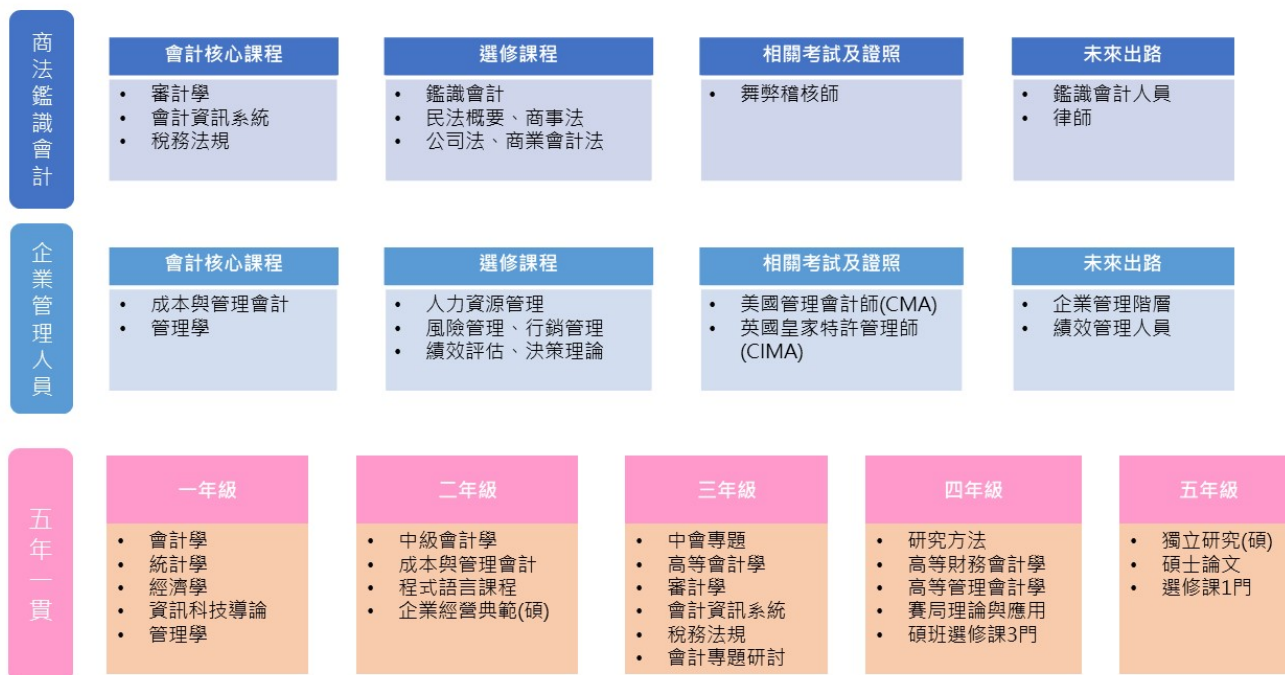 商法鑑識會計
會計核心課程
• 審計學
• 會計資訊系統
• 稅務法規
選修課程
• 鑑識會計
• 民法概要、商事法
• 公司法、商業會計法
相關考試及證照
• 舞弊稽核師
未來出路
• 鑑識會計人員
• 律師
企業管理人員
會計核心課程
• 成本與管理會計
• 管理學
選修課程
• 人力資源管理
• 風險管理、行銷管理
• 績效評估、決策理論
相關考試及證照
• 美國管理會計師(CMA)
• 英國皇家特許管理師
(CIMA)
未來出路
• 企業管理階層
• 績效管理人員
五年一貫
一年級
• 會計學
• 統計學
• 經濟學
• 資訊科技導論
• 管理學
二年級
• 中級會計學
• 成本與管理會計
• 程式語言課程
• 企業經營典範(碩)
三年級
• 中會專題
• 高等會計學
• 審計學
• 會計資訊系統
• 稅務法規
• 會計專題研討
四年級
• 研究方法
• 高等財務會計學
• 高等管理會計學
• 賽局理論與應用
• 碩班選修課3門
五年級
• 獨立研究(碩)
• 碩士論文
• 選修課1門